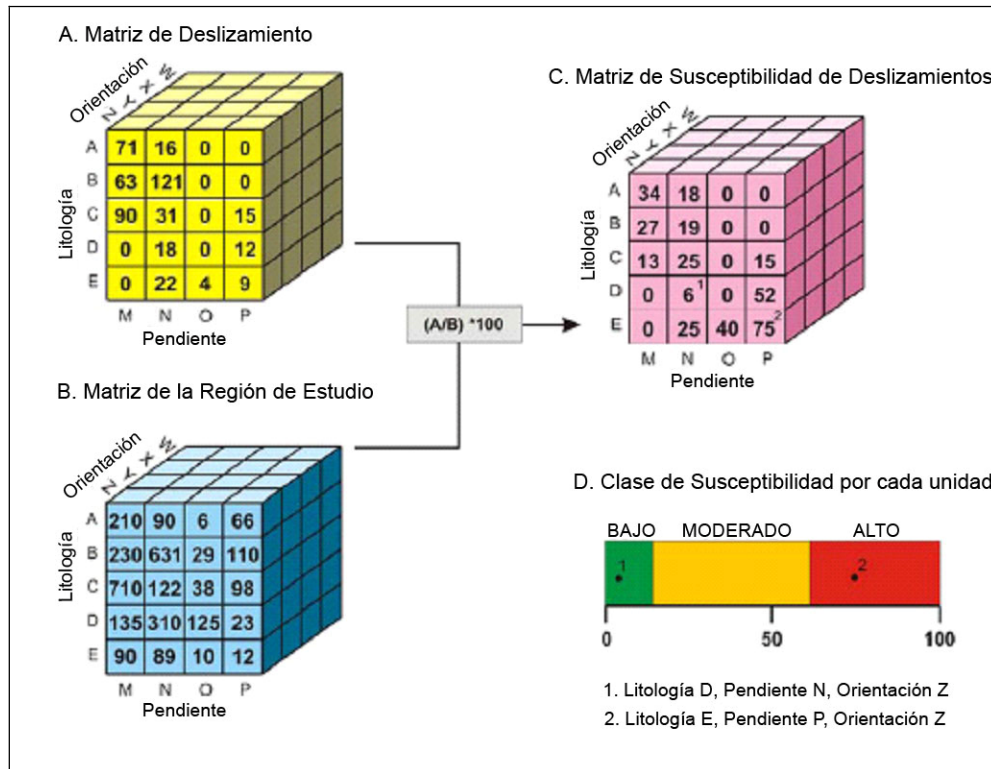 A. Matriz de Deslizamiento
Orientación
Z Y X W
Litología
A 71 16 0 0
B 63 121 0 0
C 90 31 0 15
D 0 18 0 12
E 0 22 4 9
M N O P
Pendiente
B. Matriz de la Región de Estudio
Orientación
Z Y X W
Litología
A 210 90 6 66
B 230 631 29 110
C 710 122 38 98
D 135 310 125 23
E 90 89 10 12
M N O P
Pendiente
(A/B) *100
C. Matriz de Susceptibilidad de Deslizamientos
Orientación
Z Y X W
Litología
A 34 18 0 0
B 27 19 0 0
C 13 25 0 15
D 0 6¹ 0 52
E 0 25 40 75²
M N O P
Pendiente
D. Clase de Susceptibilidad por cada unidad
BAJO MODERADO ALTO
1 2
0 50 100
1. Litología D, Pendiente N, Orientación Z
2. Litología E, Pendiente P, Orientación Z